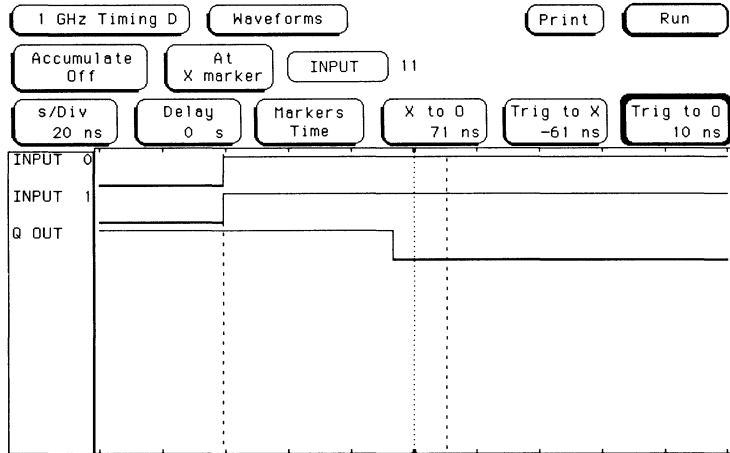 1 GHz Timing D Waveforms Print Run
Accumulate
Off
At
X marker
INPUT 11
s/Div
20 ns
Delay
0 s
Markers
Time
X to O
71 ns
Trig to X
-61 ns
Trig to O
10 ns
INPUT 0
INPUT 1
Q OUT